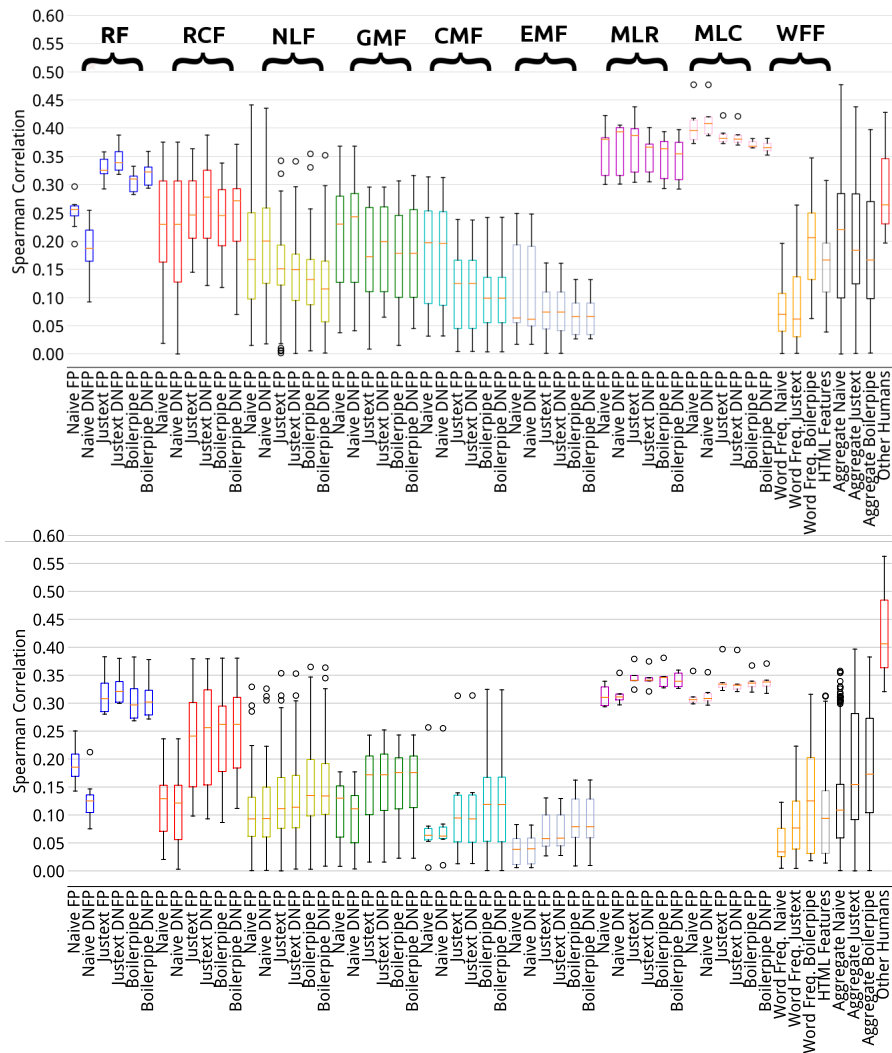 0.60
RF RCF NLF GMF CMF EMF MLR MLC WFF
0.55
0.50
0.45
0.40
0.35
0.30
0.25
0.20
0.15
0.10
0.05
0.00
Spearman Correlation
Naive FP
Naive DNFP
Justext FP
Justext DNFP
Boilerpipe FP
Boilerpipe DNFP
Naive FP
Naive DNFP
Justext FP
Justext DNFP
Boilerpipe FP
Boilerpipe DNFP
Naive FP
Naive DNFP
Justext FP
Justext DNFP
Boilerpipe FP
Boilerpipe DNFP
Naive FP
Naive DNFP
Justext FP
Justext DNFP
Boilerpipe FP
Boilerpipe DNFP
Naive FP
Naive DNFP
Justext FP
Justext DNFP
Boilerpipe FP
Boilerpipe DNFP
Naive FP
Naive DNFP
Justext FP
Justext DNFP
Boilerpipe FP
Boilerpipe DNFP
Naive FP
Naive DNFP
Justext FP
Justext DNFP
Boilerpipe FP
Boilerpipe DNFP
Naive FP
Naive DNFP
Justext FP
Justext DNFP
Boilerpipe FP
Boilerpipe DNFP
Word Freq. Naive
Word Freq. Justext
Word Freq. Boilerpipe
HTML Features
Aggregate Naive
Aggregate Justext
Aggregate Boilerpipe
Other Humans
0.60
0.55
0.50
0.45
0.40
0.35
0.30
0.25
0.20
0.15
0.10
0.05
0.00
Spearman Correlation
Naive FP
Naive DNFP
Justext FP
Justext DNFP
Boilerpipe FP
Boilerpipe DNFP
Naive FP
Naive DNFP
Justext FP
Justext DNFP
Boilerpipe FP
Boilerpipe DNFP
Naive FP
Naive DNFP
Justext FP
Justext DNFP
Boilerpipe FP
Boilerpipe DNFP
Naive FP
Naive DNFP
Justext FP
Justext DNFP
Boilerpipe FP
Boilerpipe DNFP
Naive FP
Naive DNFP
Justext FP
Justext DNFP
Boilerpipe FP
Boilerpipe DNFP
Naive FP
Naive DNFP
Justext FP
Justext DNFP
Boilerpipe FP
Boilerpipe DNFP
Naive FP
Naive DNFP
Justext FP
Justext DNFP
Boilerpipe FP
Boilerpipe DNFP
Naive FP
Naive DNFP
Justext FP
Justext DNFP
Boilerpipe FP
Boilerpipe DNFP
Word Freq. Naive
Word Freq. Justext
Word Freq. Boilerpipe
HTML Features
Aggregate Naive
Aggregate Justext
Aggregate Boilerpipe
Other Humans